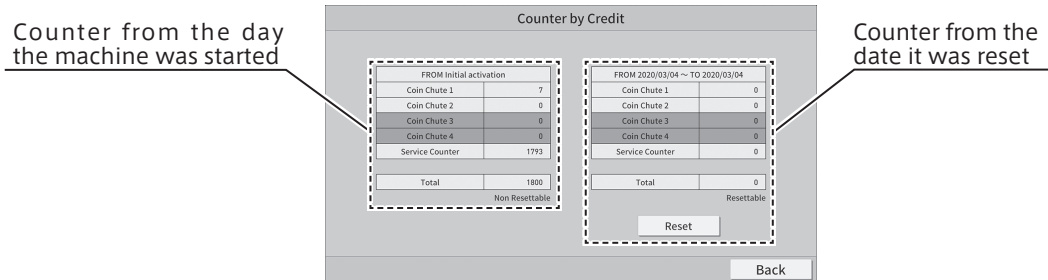 Counter by Credit
Counter from the day
the machine was started
FROM Initial activation
Coin Chute 1 7
Coin Chute 2 0
Coin Chute 3 0
Coin Chute 4 0
Service Counter 1793
Total 1800
Non Resettable
FROM 2020/03/04 ～ TO 2020/03/04
Coin Chute 1 0
Coin Chute 2 0
Coin Chute 3 0
Coin Chute 4 0
Service Counter 0
Total 0
Resettable
Reset
Counter from the
date it was reset
Back